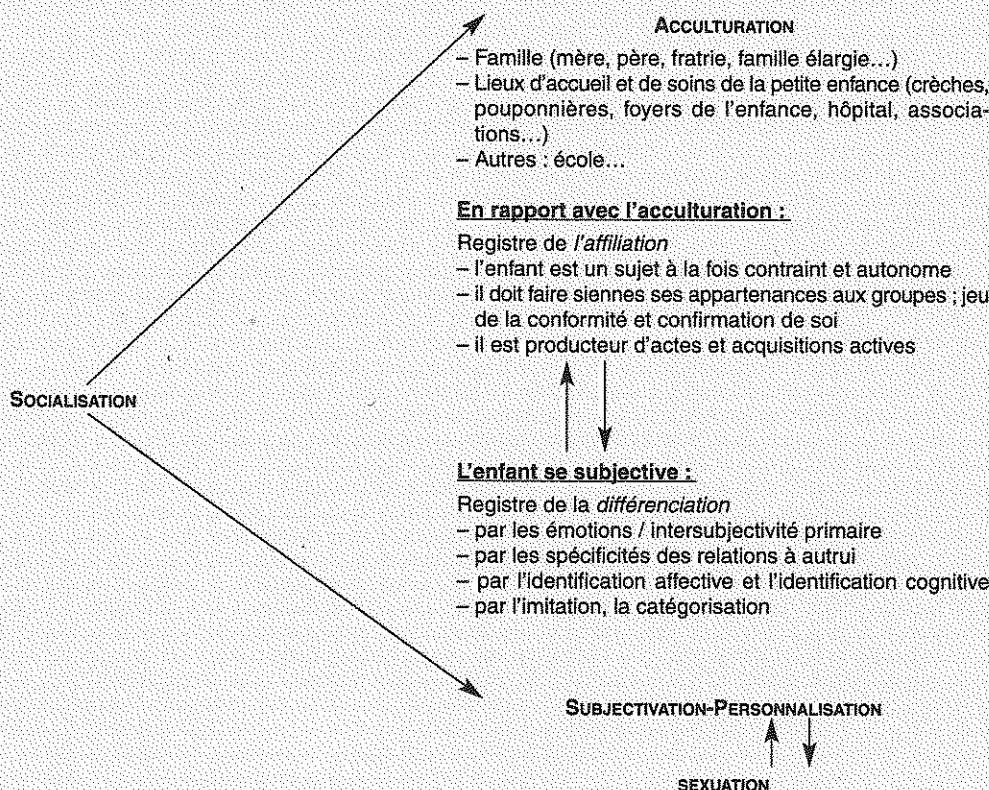 ACCULTURATION
– Famille (mère, père, fratrie, famille élargie…)
– Lieux d'accueil et de soins de la petite enfance (crèches,
pouponnières, foyers de l'enfance, hôpital, associa-
tions…)
– Autres : école…
En rapport avec l'acculturation :
Registre de l'affiliation
– l'enfant est un sujet à la fois contraint et autonome
– il doit faire siennes ses appartenances aux groupes ; jeu
de la conformité et confirmation de soi
– il est producteur d'actes et acquisitions actives
SOCIALISATION
L'enfant se subjective :
Registre de la différenciation
– par les émotions / intersubjectivité primaire
– par les spécificités des relations à autrui
– par l'identification affective et l'identification cognitive
– par l'imitation, la catégorisation
SUBJECTIVATION-PERSONNALISATION
SEXUATION